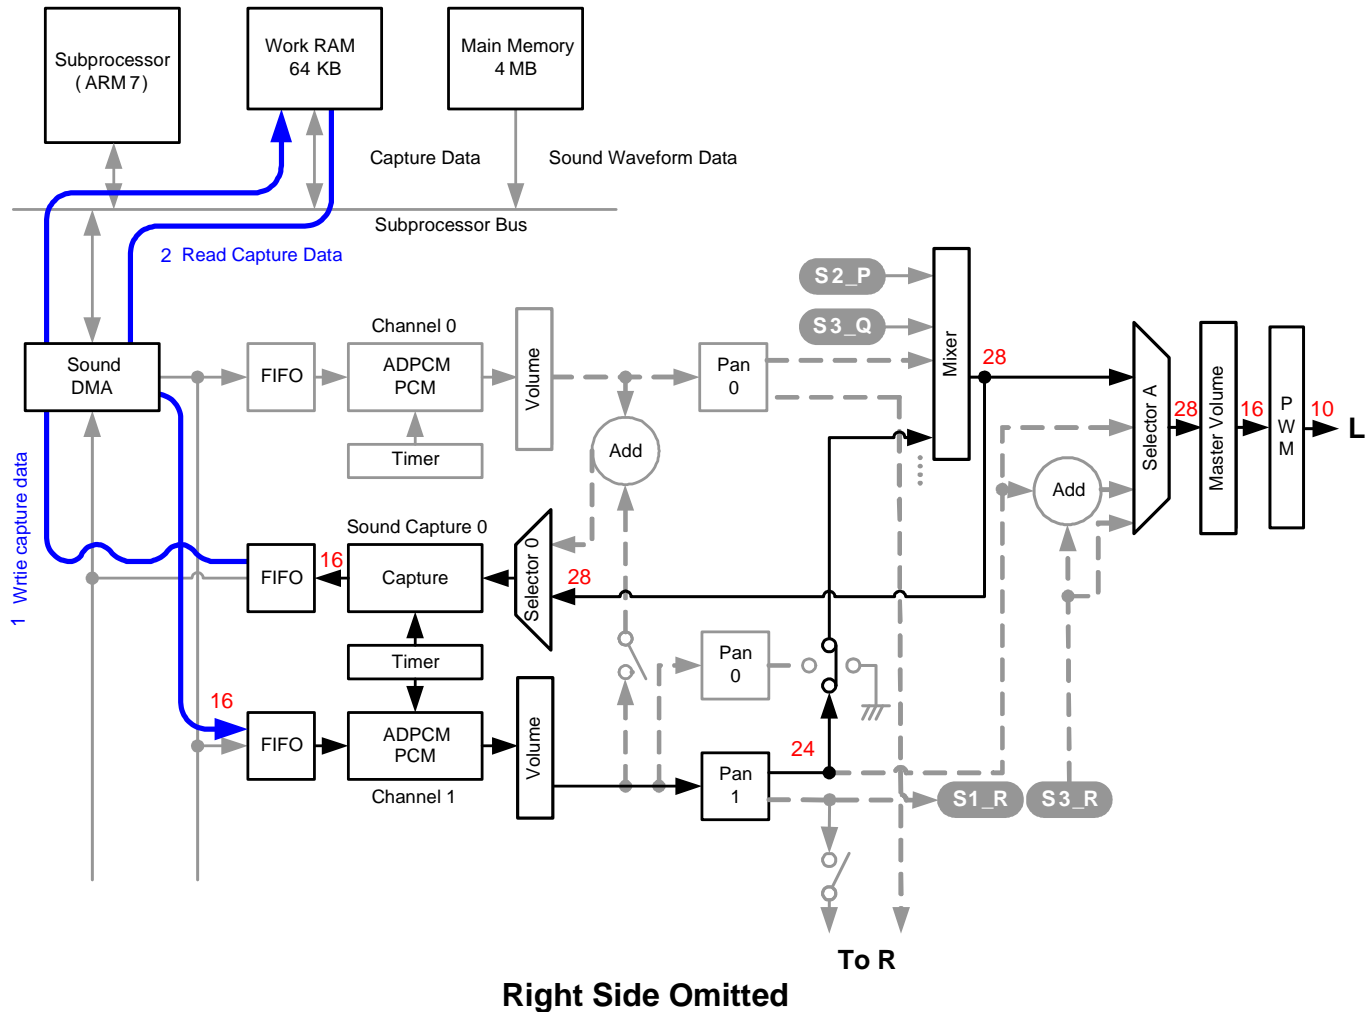 Subprocessor
( ARM 7)
Work RAM
64 KB
Main Memory
4 MB
Capture Data
Sound Waveform Data
Subprocessor Bus
2 Read Capture Data
1 Wrtie capture data
S2_P
S3_Q
Mixer
Channel 0
Sound
DMA
FIFO
ADPCM
PCM
Volume
Pan
0
28
Timer
Add
Selector A
28
Master Volume
16
P
W
M
10
L
Add
Sound Capture 0
FIFO
16
Capture
Selector 0
28
Timer
Pan
0
16
FIFO
ADPCM
PCM
Volume
Channel 1
Pan
1
24
S1_R
S3_R
To R
Right Side Omitted